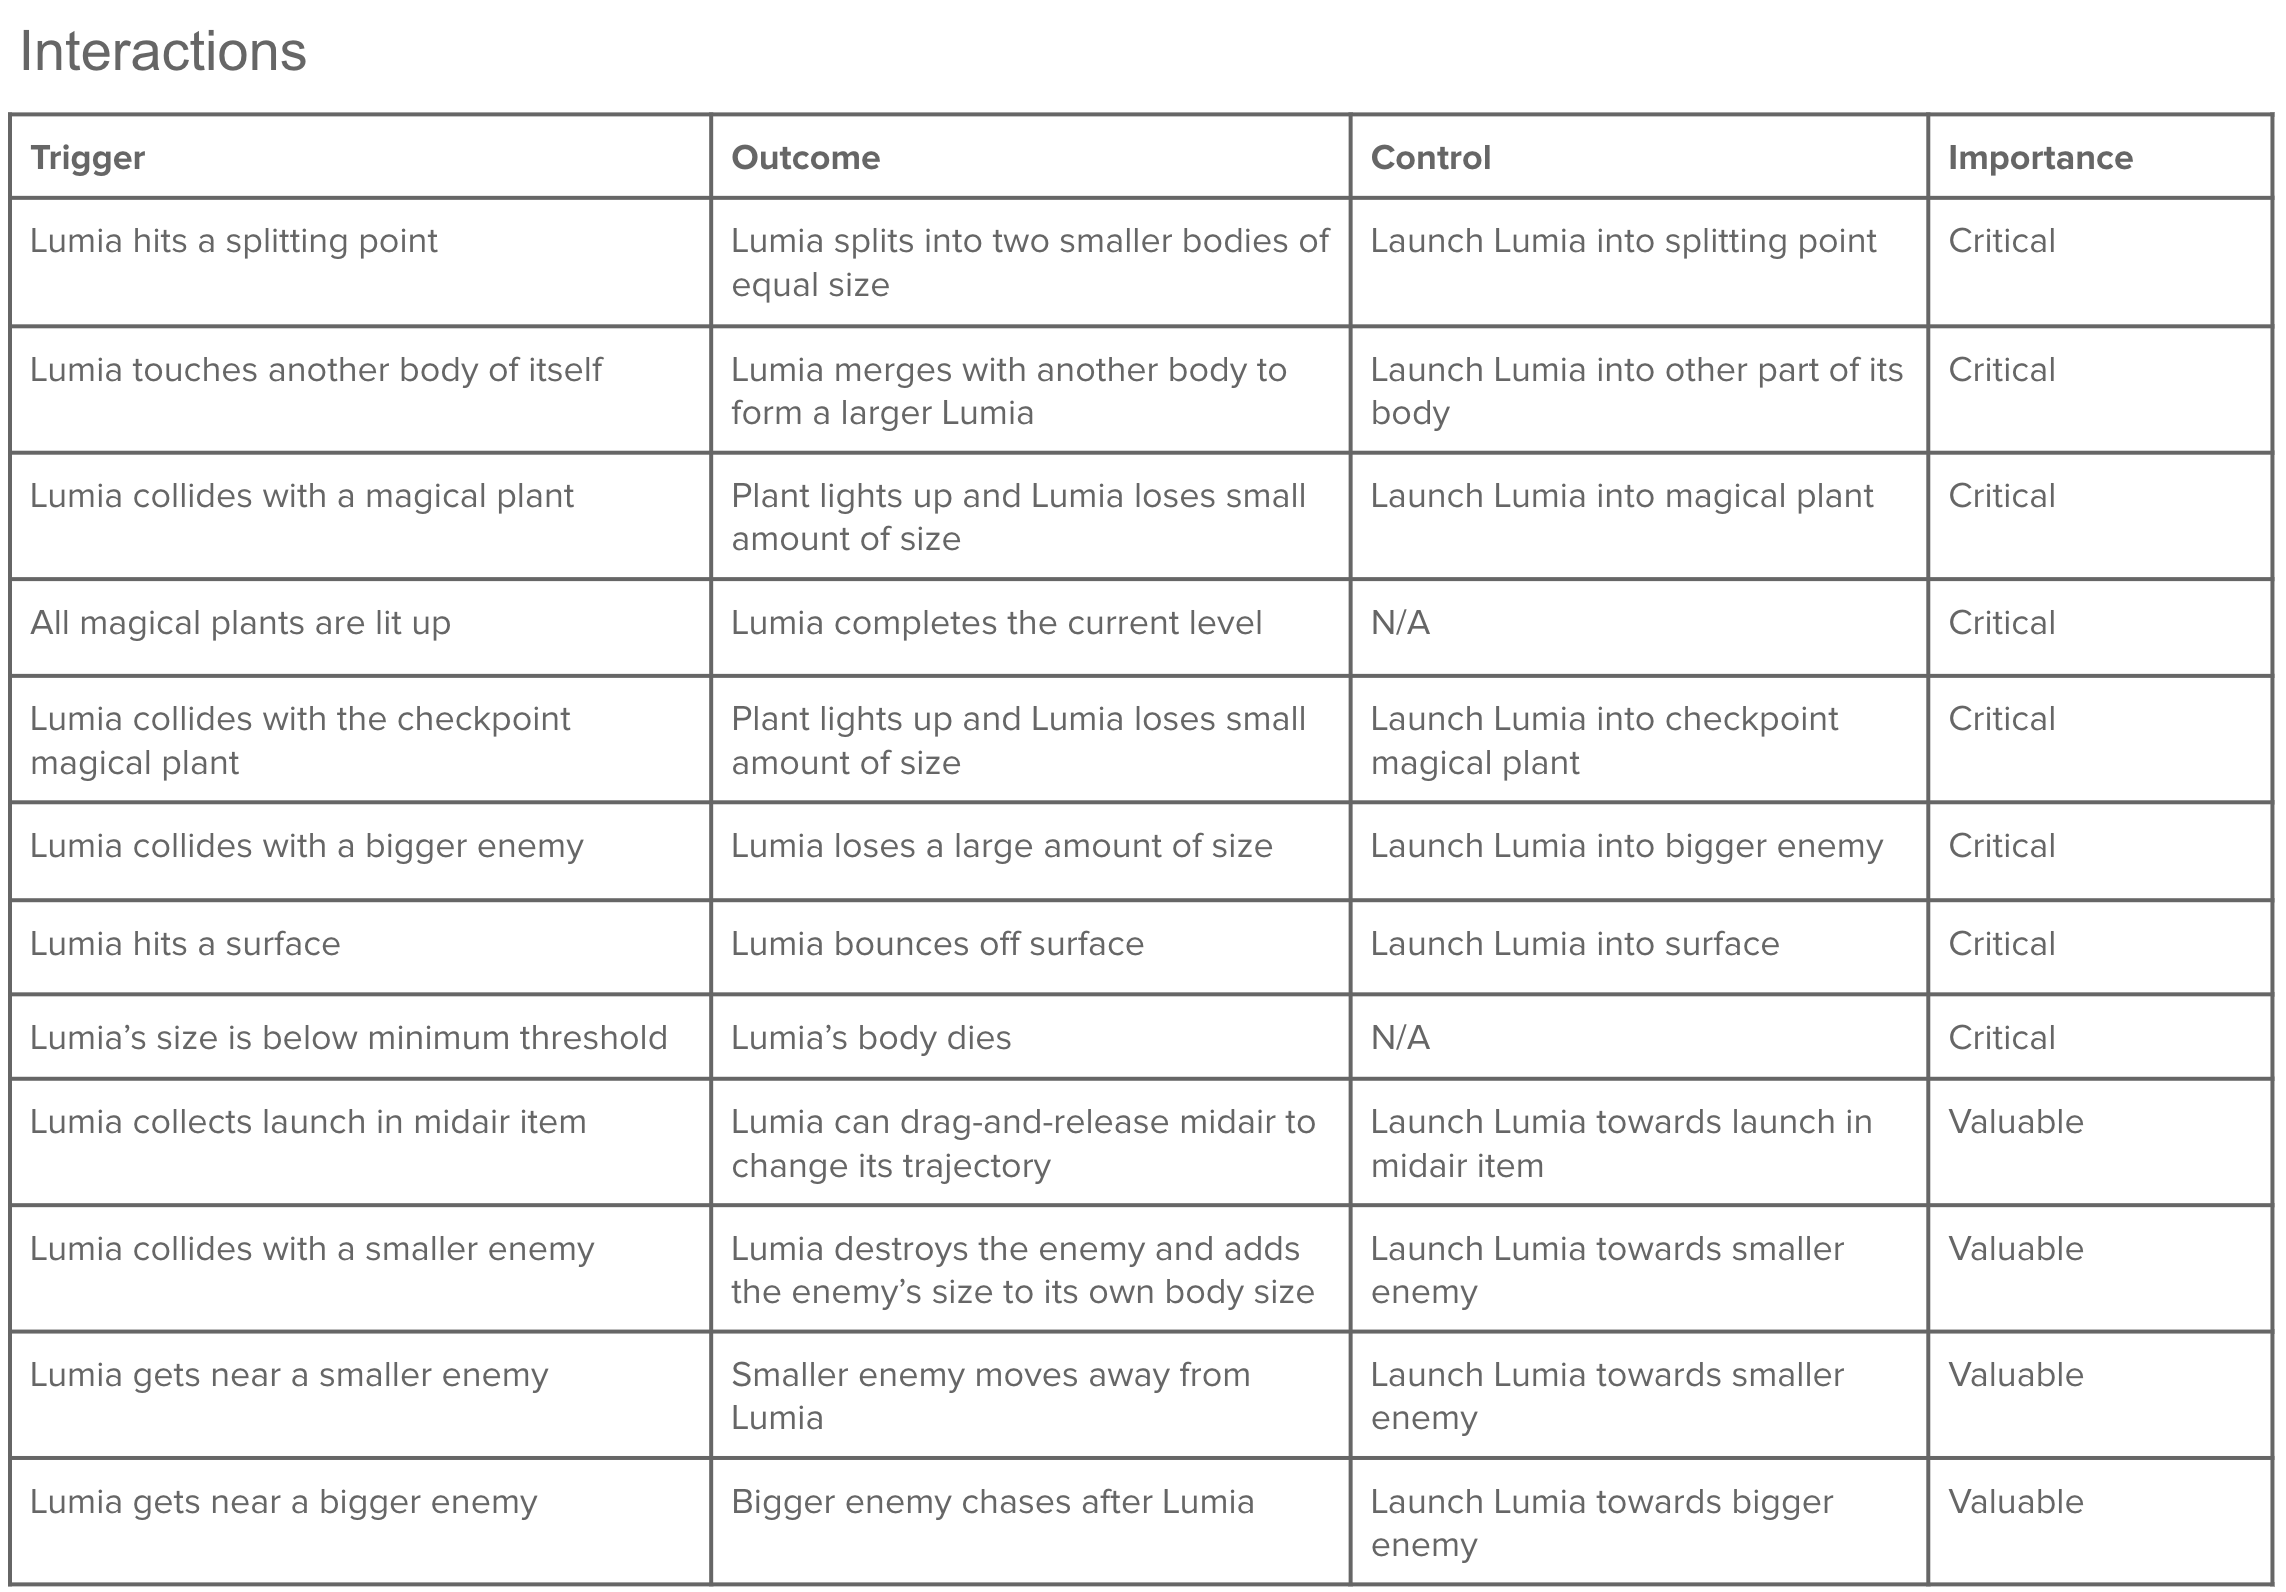 Interactions
Trigger Outcome Control Importance
Lumia hits a splitting point Lumia splits into two smaller bodies of equal size Launch Lumia into splitting point Critical
Lumia touches another body of itself Lumia merges with another body to form a larger Lumia Launch Lumia into other part of its body Critical
Lumia collides with a magical plant Plant lights up and Lumia loses small amount of size Launch Lumia into magical plant Critical
All magical plants are lit up Lumia completes the current level N/A Critical
Lumia collides with the checkpoint magical plant Plant lights up and Lumia loses small amount of size Launch Lumia into checkpoint magical plant Critical
Lumia collides with a bigger enemy Lumia loses a large amount of size Launch Lumia into bigger enemy Critical
Lumia hits a surface Lumia bounces off surface Launch Lumia into surface Critical
Lumia’s size is below minimum threshold Lumia’s body dies N/A Critical
Lumia collects launch in midair item Lumia can drag-and-release midair to change its trajectory Launch Lumia towards launch in midair item Valuable
Lumia collides with a smaller enemy Lumia destroys the enemy and adds the enemy’s size to its own body size Launch Lumia towards smaller enemy Valuable
Lumia gets near a smaller enemy Smaller enemy moves away from Lumia Launch Lumia towards smaller enemy Valuable
Lumia gets near a bigger enemy Bigger enemy chases after Lumia Launch Lumia towards bigger enemy Valuable